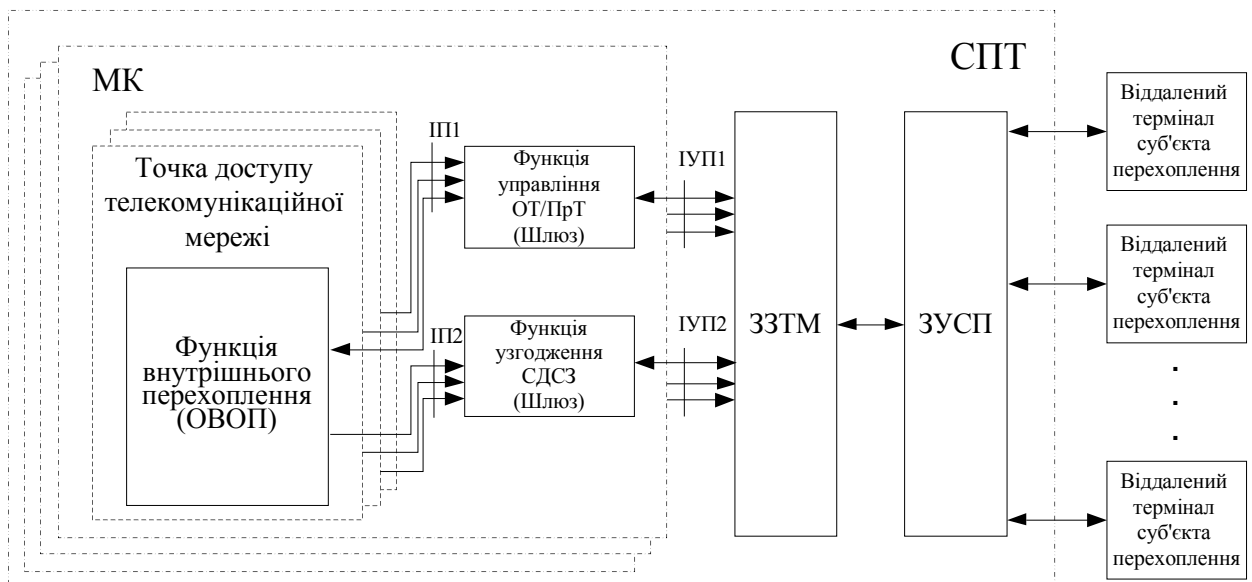 СПТ
МК
Точка доступу
телекомунікаційної
мережі
Функція
внутрішнього
перехоплення
(ОВОП)
ІП1
Функція
управління
ОТ/ПрТ
(Шлюз)
ІУП1
ІП2
Функція
узгодження
СДСЗ
(Шлюз)
ІУП2
ЗЗТМ
ЗУСП
Віддалений
термінал
суб'єкта
перехоплення
Віддалений
термінал
суб'єкта
перехоплення
Віддалений
термінал
суб'єкта
перехоплення